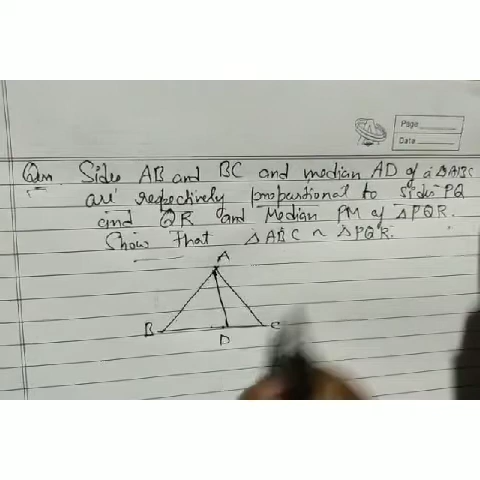 Page
Date
Qun. Sides AB and BC and median AD of a ΔABC
are respectively proportional to sides PQ
and QR and Median PM of ΔPQR.
Show that ΔABC ~ ΔPQR.
A
B D C